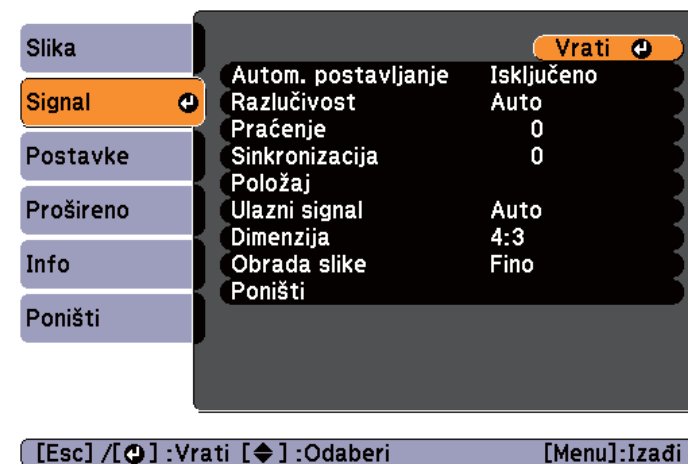 Slika
Signal
Postavke
Prošireno
Info
Poništi
Vrati
Autom. postavljanje Isključeno
Razlučivost Auto
Praćenje 0
Sinkronizacija 0
Položaj
Ulazni signal Auto
Dimenzija 4:3
Obrada slike Fino
Poništi
[Esc] /[⏎] :Vrati [◆] :Odaberi [Menu]:Izađi